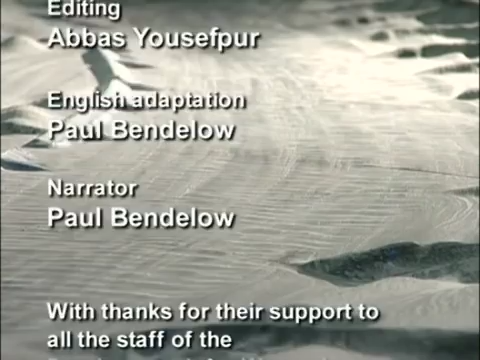 Editing
Abbas Yousefpur
English adaptation
Paul Bendelow
Narrator
Paul Bendelow
With thanks for their support to
all the staff of the